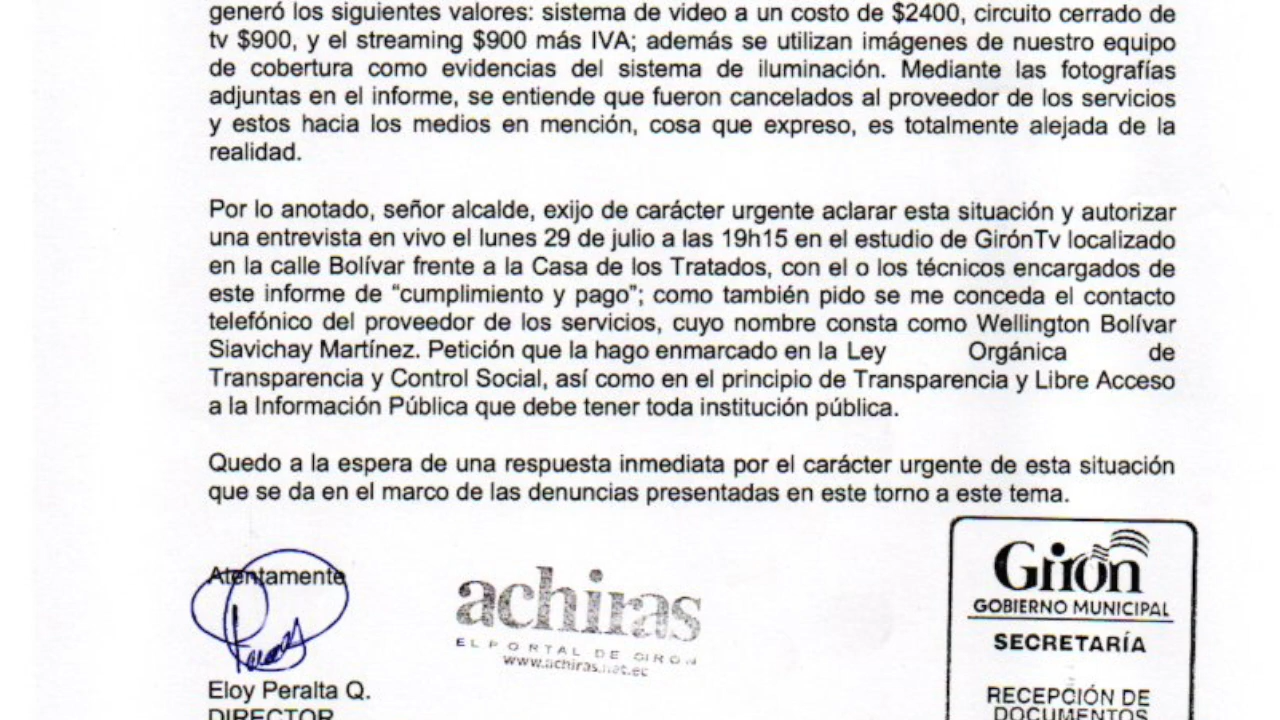 generó los siguientes valores: sistema de video a un costo de $2400, circuito cerrado de
tv $900, y el streaming $900 más IVA; además se utilizan imágenes de nuestro equipo
de cobertura como evidencias del sistema de iluminación. Mediante las fotografías
adjuntas en el informe, se entiende que fueron cancelados al proveedor de los servicios
y estos hacia los medios en mención, cosa que expreso, es totalmente alejada de la
realidad.
Por lo anotado, señor alcalde, exijo de carácter urgente aclarar esta situación y autorizar
una entrevista en vivo el lunes 29 de julio a las 19h15 en el estudio de GirónTv localizado
en la calle Bolívar frente a la Casa de los Tratados, con el o los técnicos encargados de
este informe de “cumplimiento y pago”; como también pido se me conceda el contacto
telefónico del proveedor de los servicios, cuyo nombre consta como Wellington Bolívar
Siavichay Martínez. Petición que la hago enmarcado en la Ley Orgánica de
Transparencia y Control Social, así como en el principio de Transparencia y Libre Acceso
a la Información Pública que debe tener toda institución pública.
Quedo a la espera de una respuesta inmediata por el carácter urgente de esta situación
que se da en el marco de las denuncias presentadas en este torno a este tema.
Atentamente
achiras
EL PORTAL DE GIRON
www.achiras.net.ec
Eloy Peralta Q.
DIRECTOR
Girón
GOBIERNO MUNICIPAL
SECRETARÍA
RECEPCIÓN DE
DOCUMENTOS